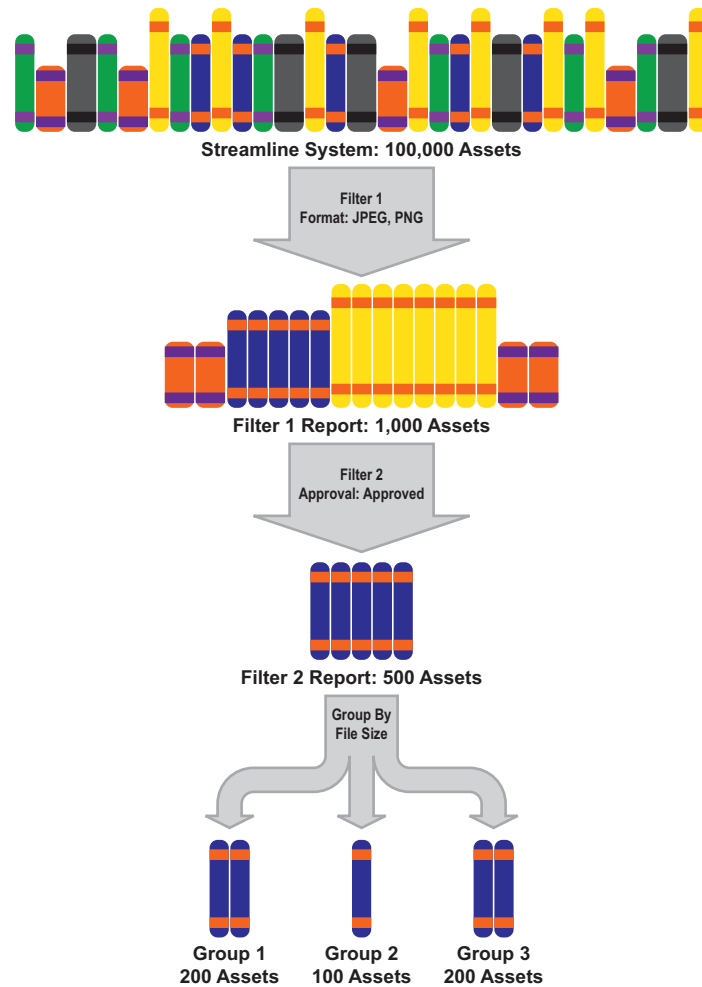 Streamline System: 100,000 Assets
Filter 1
Format: JPEG, PNG
Filter 1 Report: 1,000 Assets
Filter 2
Approval: Approved
Filter 2 Report: 500 Assets
Group By
File Size
Group 1
200 Assets
Group 2
100 Assets
Group 3
200 Assets